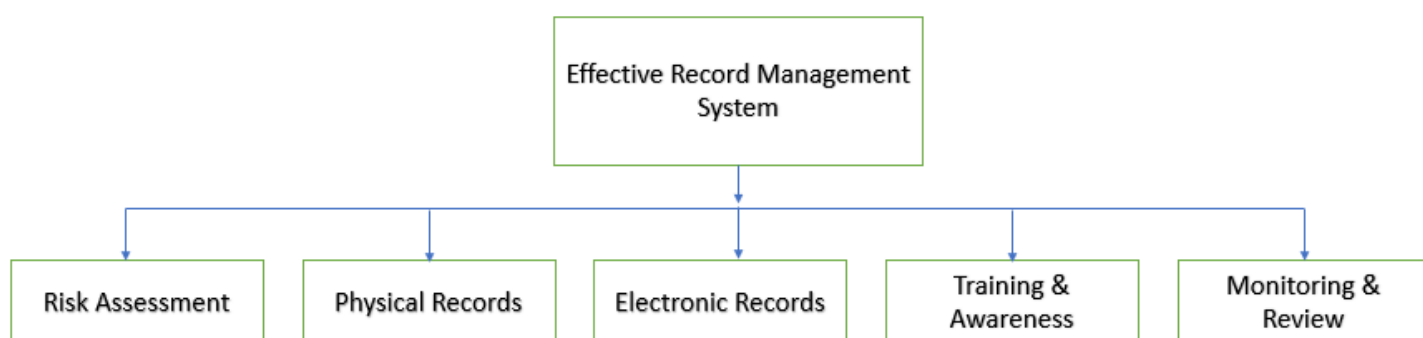 Effective Record Management
System
Risk Assessment
Physical Records
Electronic Records
Training &
Awareness
Monitoring &
Review